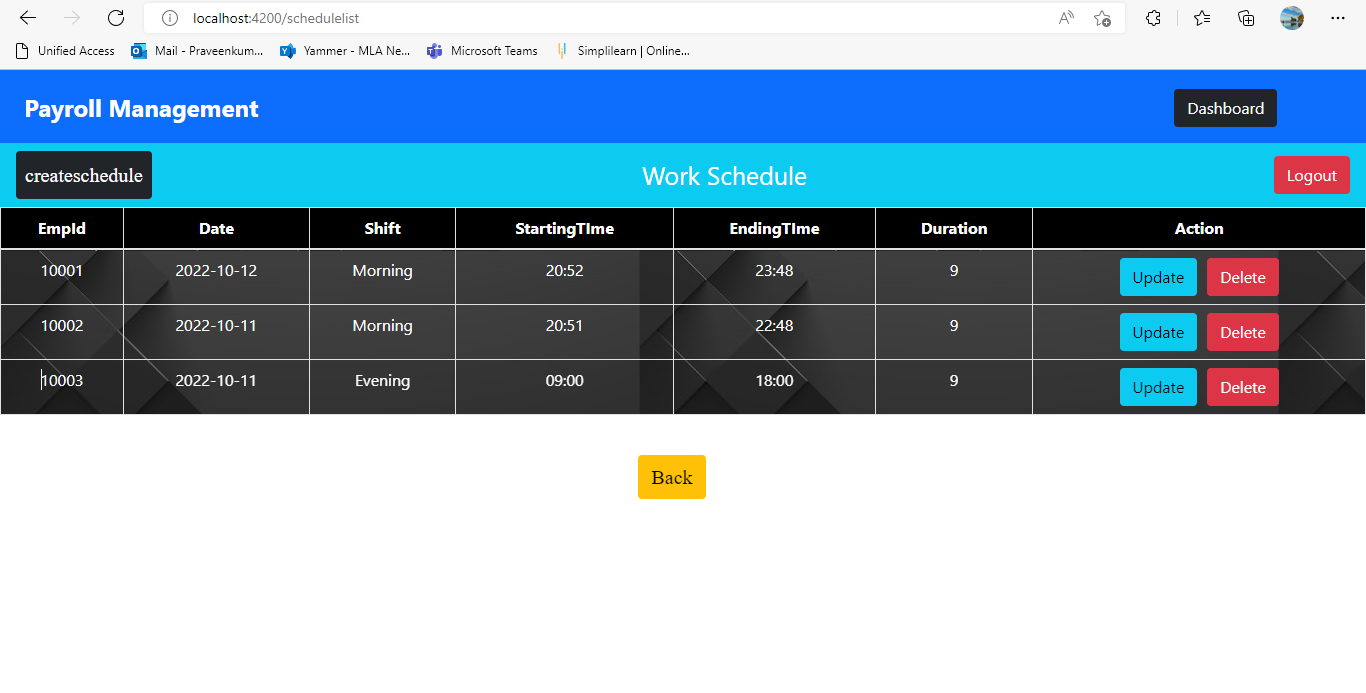 localhost:4200/schedulelist
Unified Access Mail - Praveenkum... Yammer - MLA Ne... Microsoft Teams Simplilearn | Online...
Payroll Management Dashboard
createschedule Work Schedule Logout
EmpId Date Shift StartingTIme EndingTIme Duration Action
10001 2022-10-12 Morning 20:52 23:48 9 Update Delete
10002 2022-10-11 Morning 20:51 22:48 9 Update Delete
10003 2022-10-11 Evening 09:00 18:00 9 Update Delete
Back